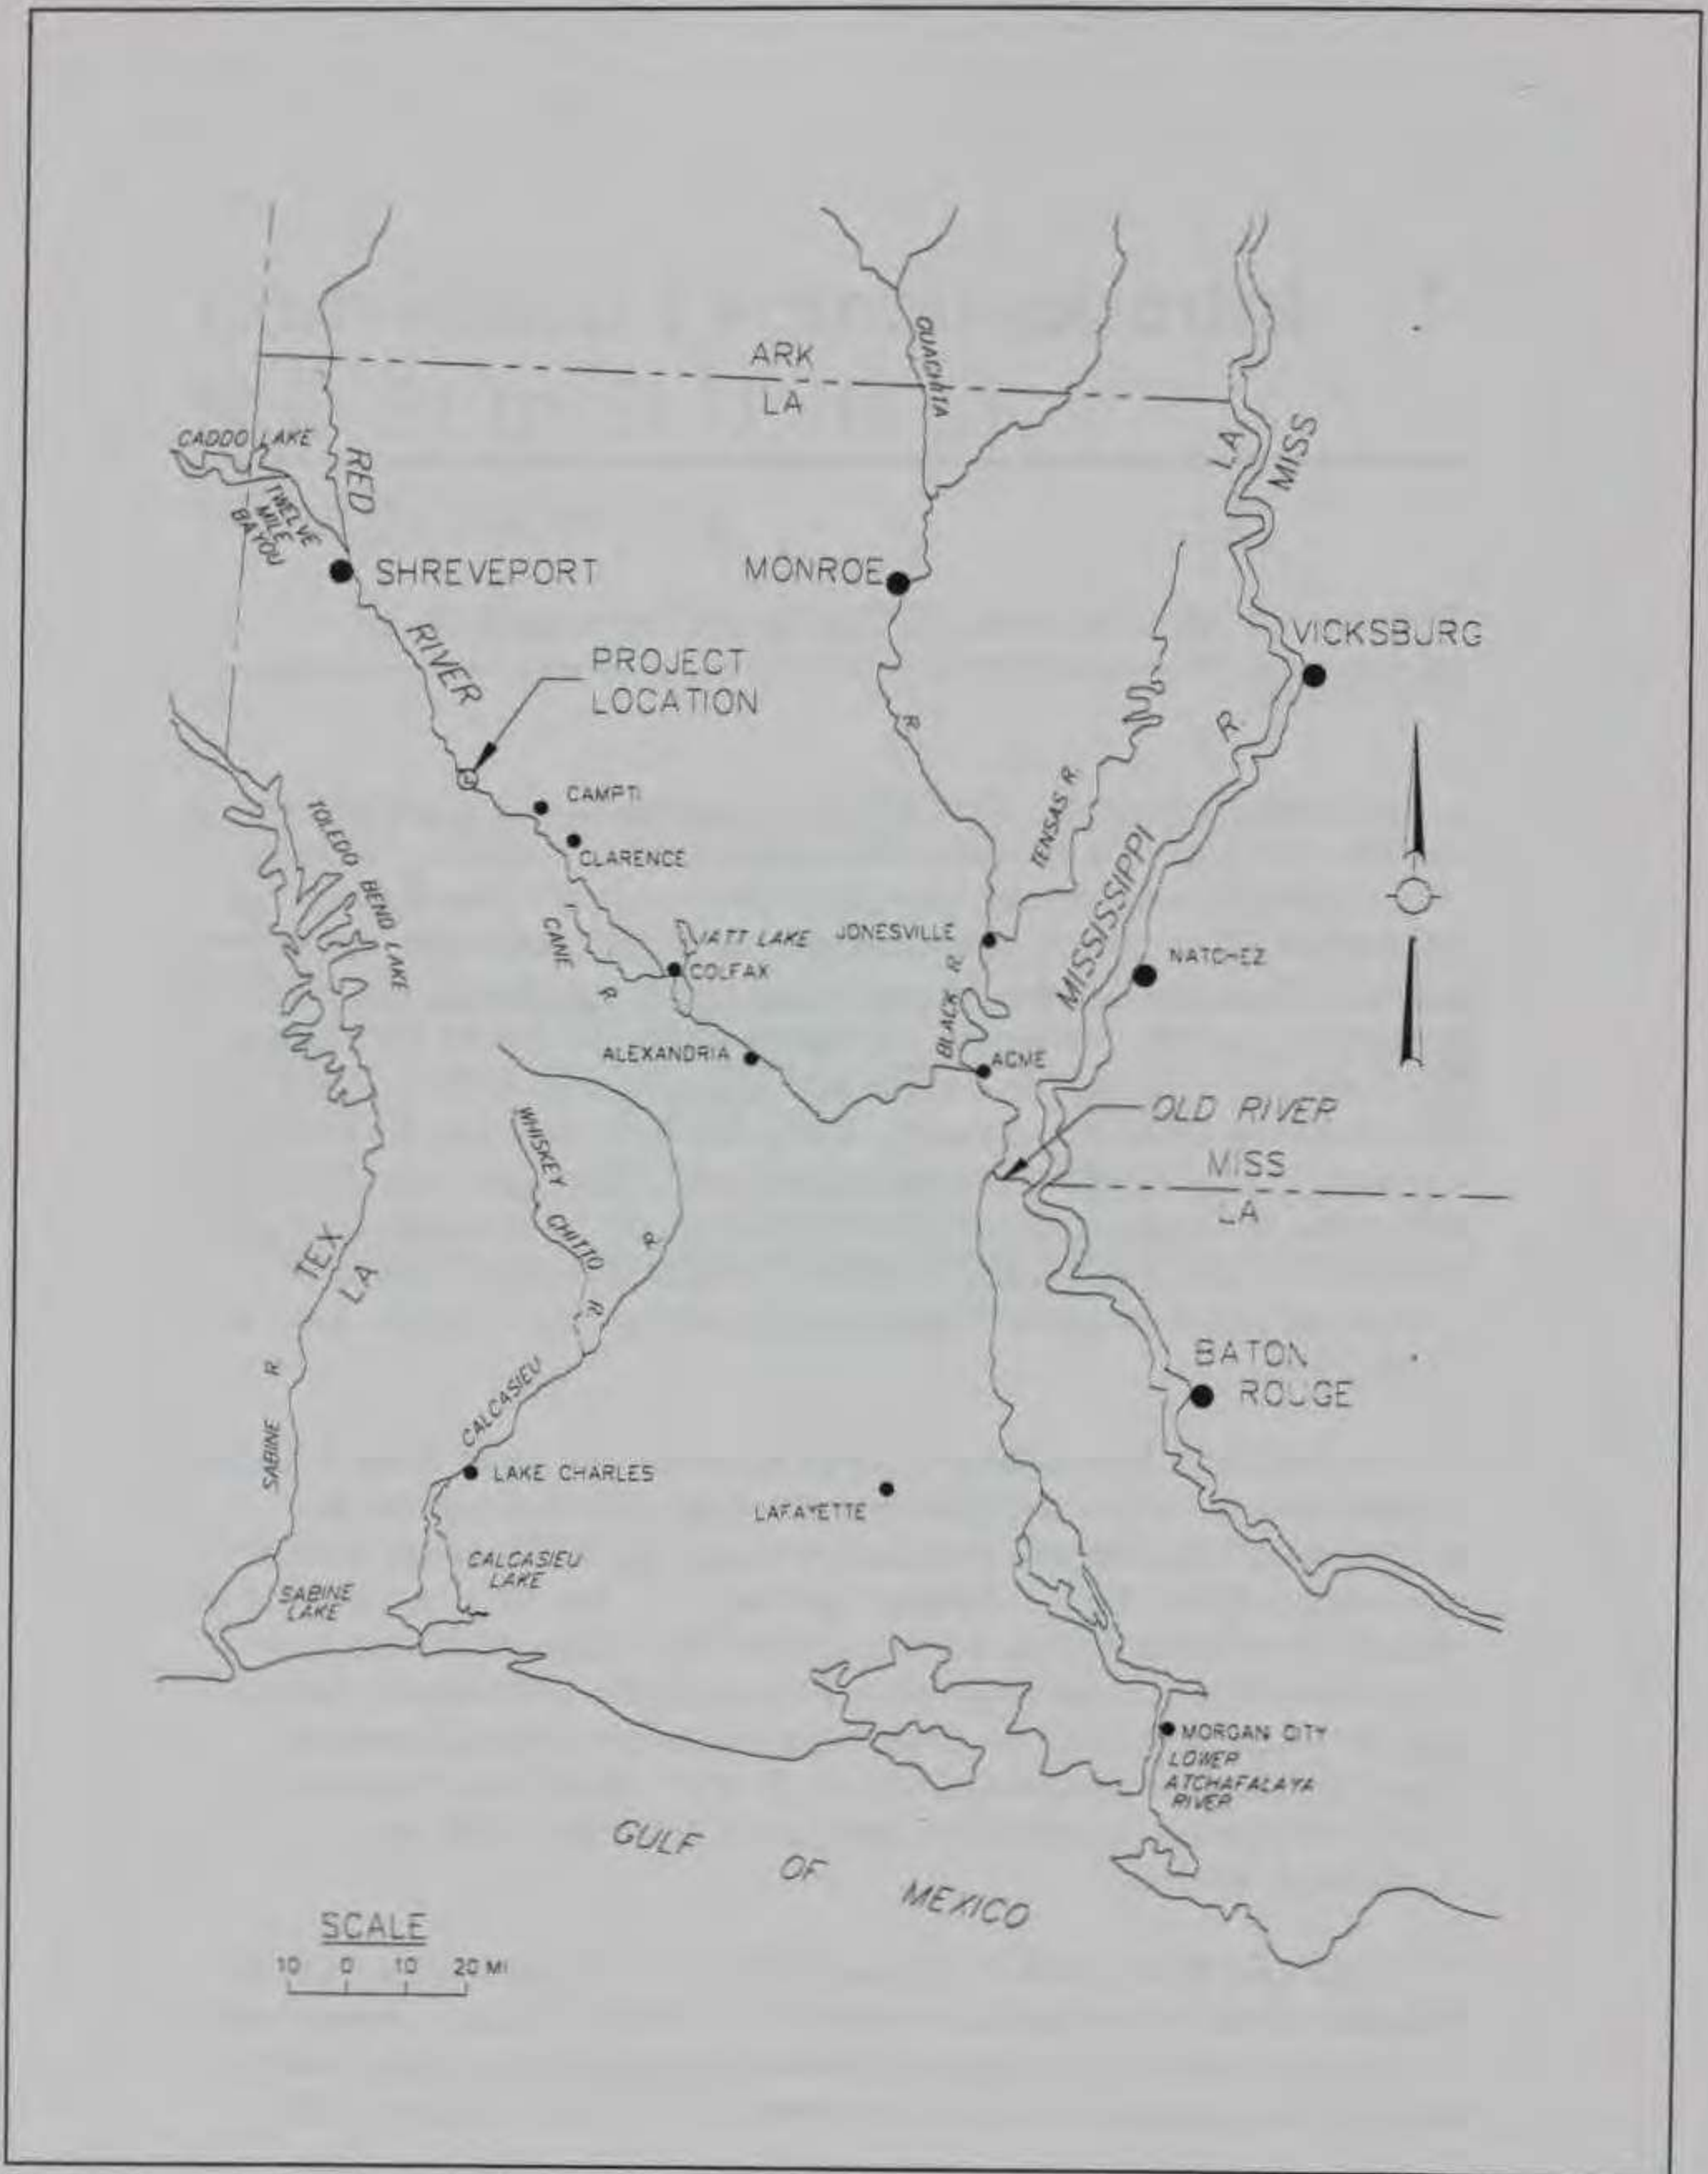 ARK
LA
OUACHITA
LA
MISS
CADDO LAKE
RED
TWELVE
MILE
BAYOU
SHREVEPORT
MONROE
VICKSBURG
RIVER
PROJECT
LOCATION
R.
R.
CAMPTI
TOLEDO BEND LAKE
TENSAS R.
MISSISSIPPI
CLARENCE
CANE
R
IATT LAKE
JONESVILLE
NATCHEZ
COLFAX
BLACK R
ALEXANDRIA
ACME
OLD RIVER
WHISKEY
CHITTO
R.
MISS
LA
R
TEX
LA
BATON
ROUGE
SABINE R
CALCASIEU
LAKE CHARLES
LAFAYETTE
CALCASIEU
LAKE
SABINE
LAKE
MORGAN CITY
LOWER
ATCHAFALAYA
RIVER
GULF OF MEXICO
SCALE
10 0 10 20 MI